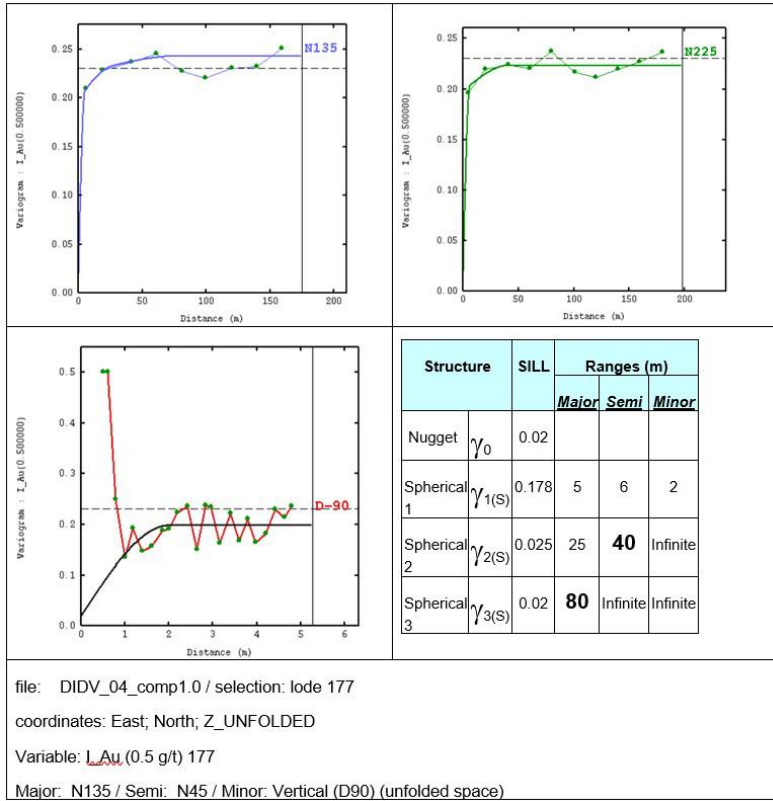 0.25
0.20
0.15
0.10
0.05
0.00
Variogram : I_Au(0.500000)
N135
0 50 100 150 200
Distance (m)
0.25
0.20
0.15
0.10
0.05
0.00
Variogram : I_Au(0.500000)
N225
0 50 100 150 200
Distance (m)
0.5
0.4
0.3
0.2
0.1
0.0
Variogram : I_Au(0.500000)
D-90
0 1 2 3 4 5 6
Distance (m)
Structure SILL Ranges (m)
Major Semi Minor
Nugget γ0 0.02
Spherical 1 γ1(S) 0.178 5 6 2
Spherical 2 γ2(S) 0.025 25 40 Infinite
Spherical 3 γ3(S) 0.02 80 Infinite Infinite
file: DIDV_04_comp1.0 / selection: lode 177
coordinates: East; North; Z_UNFOLDED
Variable: I_Au (0.5 g/t) 177
Major: N135 / Semi: N45 / Minor: Vertical (D90) (unfolded space)